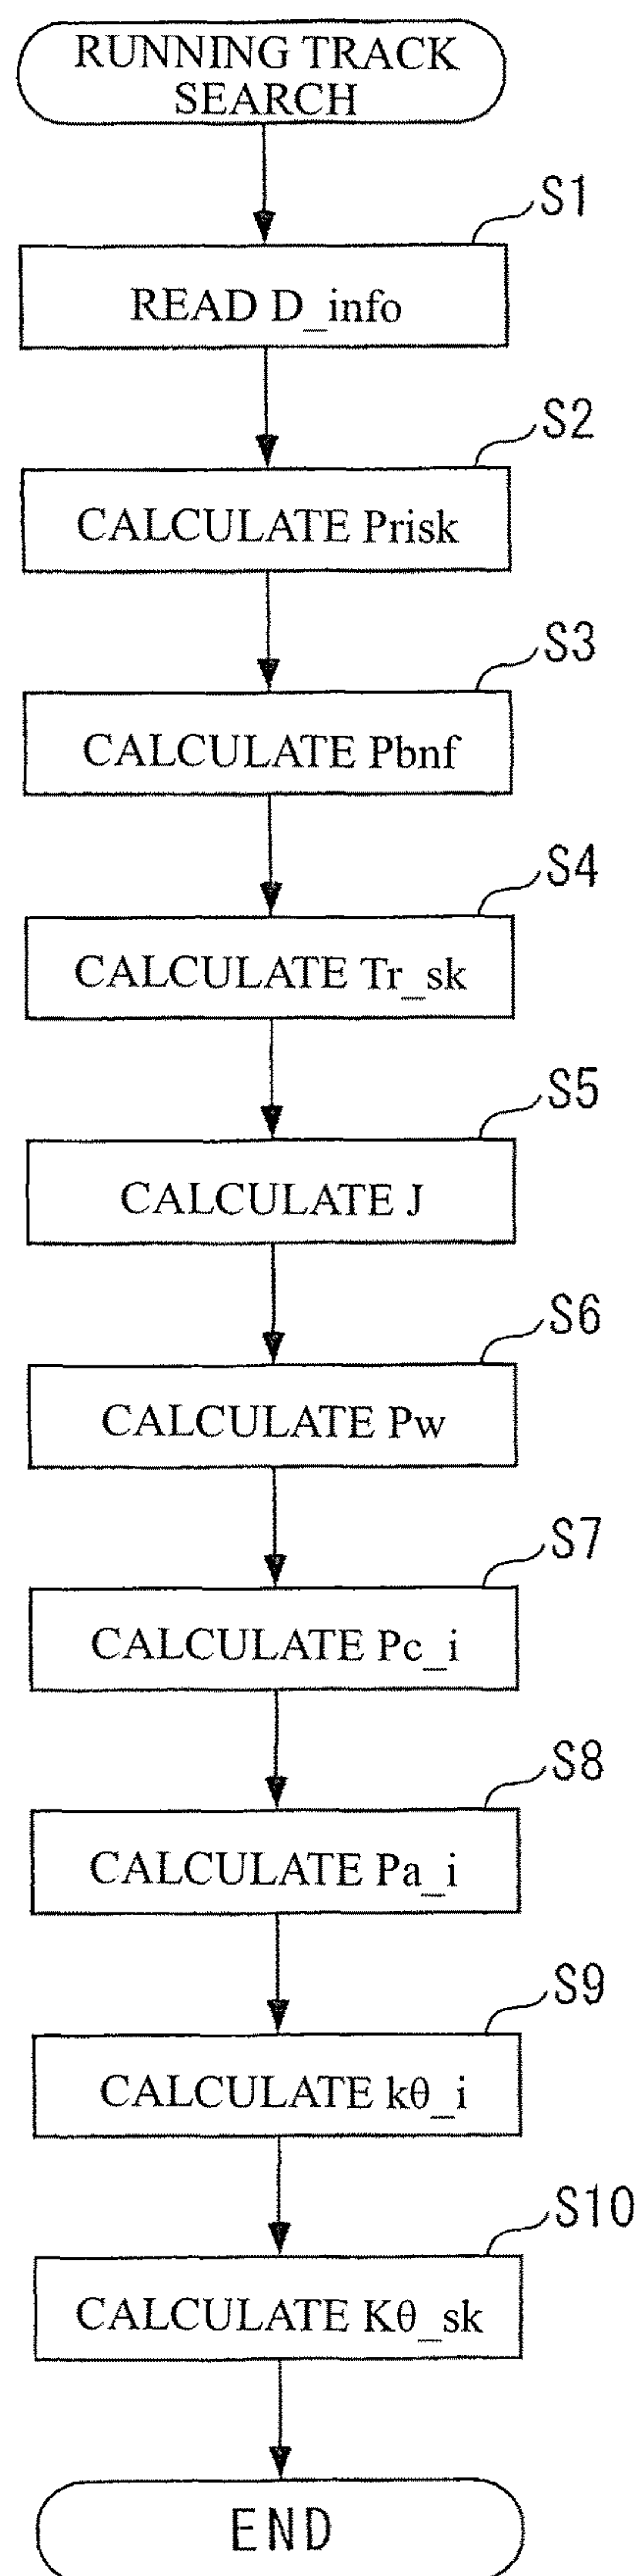 RUNNING TRACK
SEARCH
S1
READ D_info
S2
CALCULATE Prisk
S3
CALCULATE Pbnf
S4
CALCULATE Tr_sk
S5
CALCULATE J
S6
CALCULATE Pw
S7
CALCULATE Pc_i
S8
CALCULATE Pa_i
S9
CALCULATE kθ_i
S10
CALCULATE Kθ_sk
END